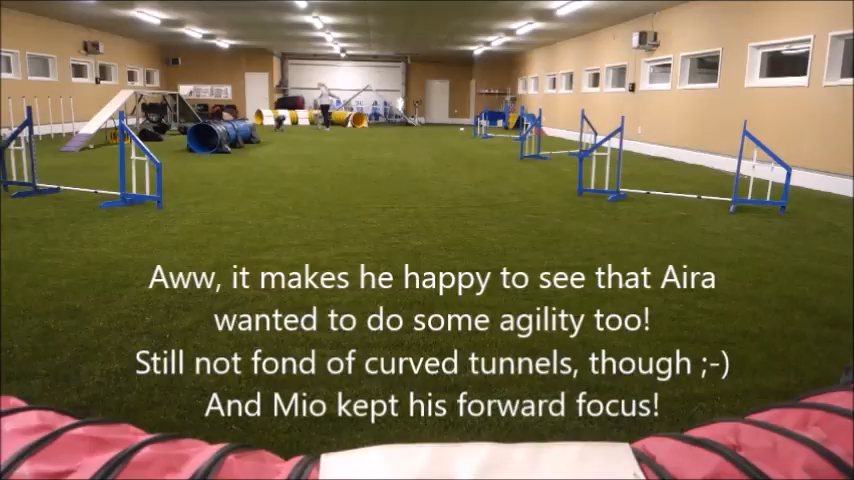 Aww, it makes he happy to see that Aira
wanted to do some agility too!
Still not fond of curved tunnels, though ;-)
And Mio kept his forward focus!